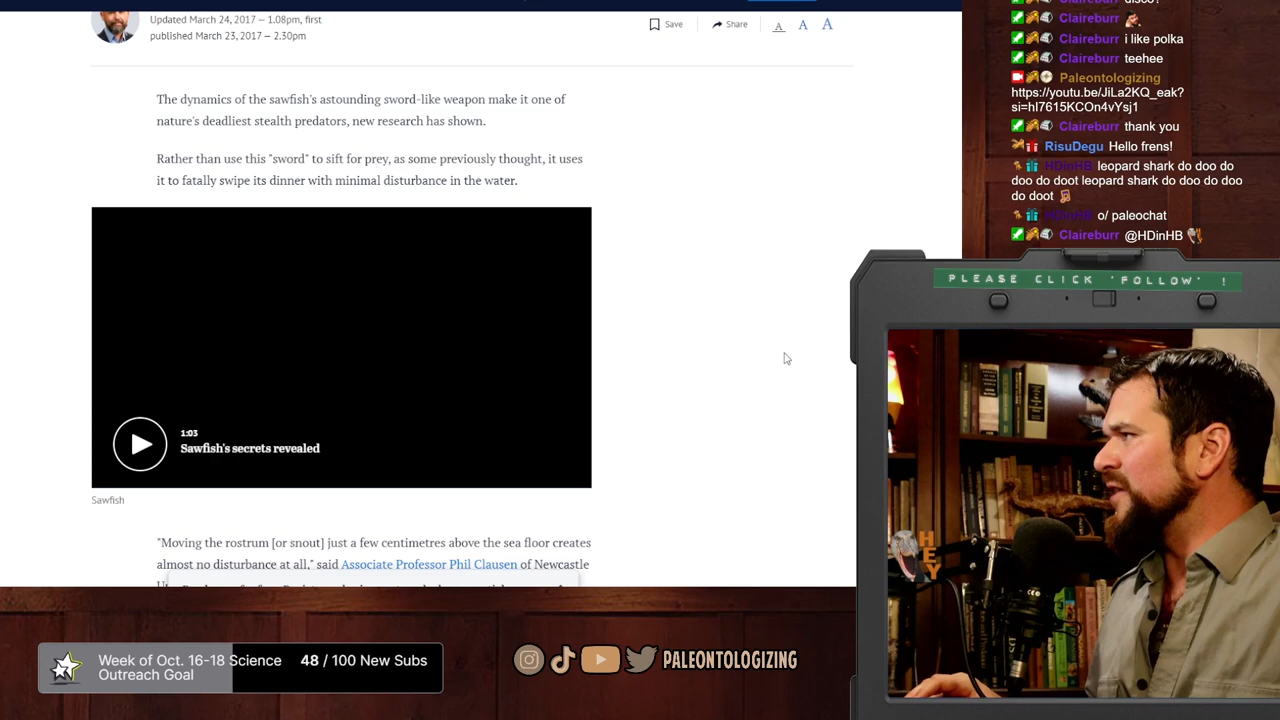 Updated March 24, 2017 — 1.08pm, first
published March 23, 2017 — 2.30pm
Save
Share
A A A
The dynamics of the sawfish's astounding sword-like weapon make it one of
nature's deadliest stealth predators, new research has shown.
Rather than use this "sword" to sift for prey, as some previously thought, it uses
it to fatally swipe its dinner with minimal disturbance in the water.
1:03
Sawfish's secrets revealed
Sawfish
"Moving the rostrum [or snout] just a few centimetres above the sea floor creates
almost no disturbance at all," said Associate Professor Phil Clausen of Newcastle
Claireburr
Claireburr i like polka
Claireburr teehee
Paleontologizing
https://youtu.be/JiLa2KQ_eak?
si=hI7615KCOn4vYsj1
Claireburr thank you
RisuDegu Hello frens!
HDinHB leopard shark do doo do
doo do doot leopard shark do doo do doo
do doot
HDinHB o/ paleochat
Claireburr @HDinHB
PLEASE CLICK 'FOLLOW' !
HEY
Week of Oct. 16-18 Science
Outreach Goal
48 / 100 New Subs
PALEONTOLOGIZING